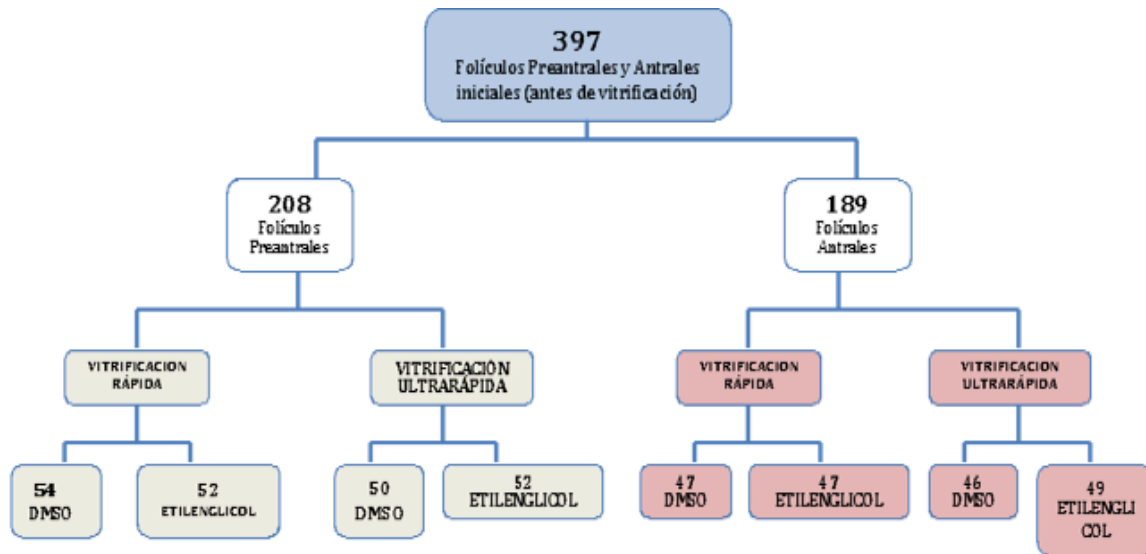 397
Folículos Preantrales y Antrales
iniciales (antes de vitrificación)
208
Folículos
Preantrales
189
Folículos
Antrales
VITRIFICACION
RÁPIDA
VITRIFICACIÓN
ULTRARÁPIDA
VITRIFICACION
RÁPIDA
VITRIFICACION
ULTRARÁPIDA
54
DMSO
52
ETILENGLICOL
50
DMSO
52
ETILENGLICOL
47
DMSO
47
ETILENGLICOL
46
DMSO
49
ETILENGLI
COL